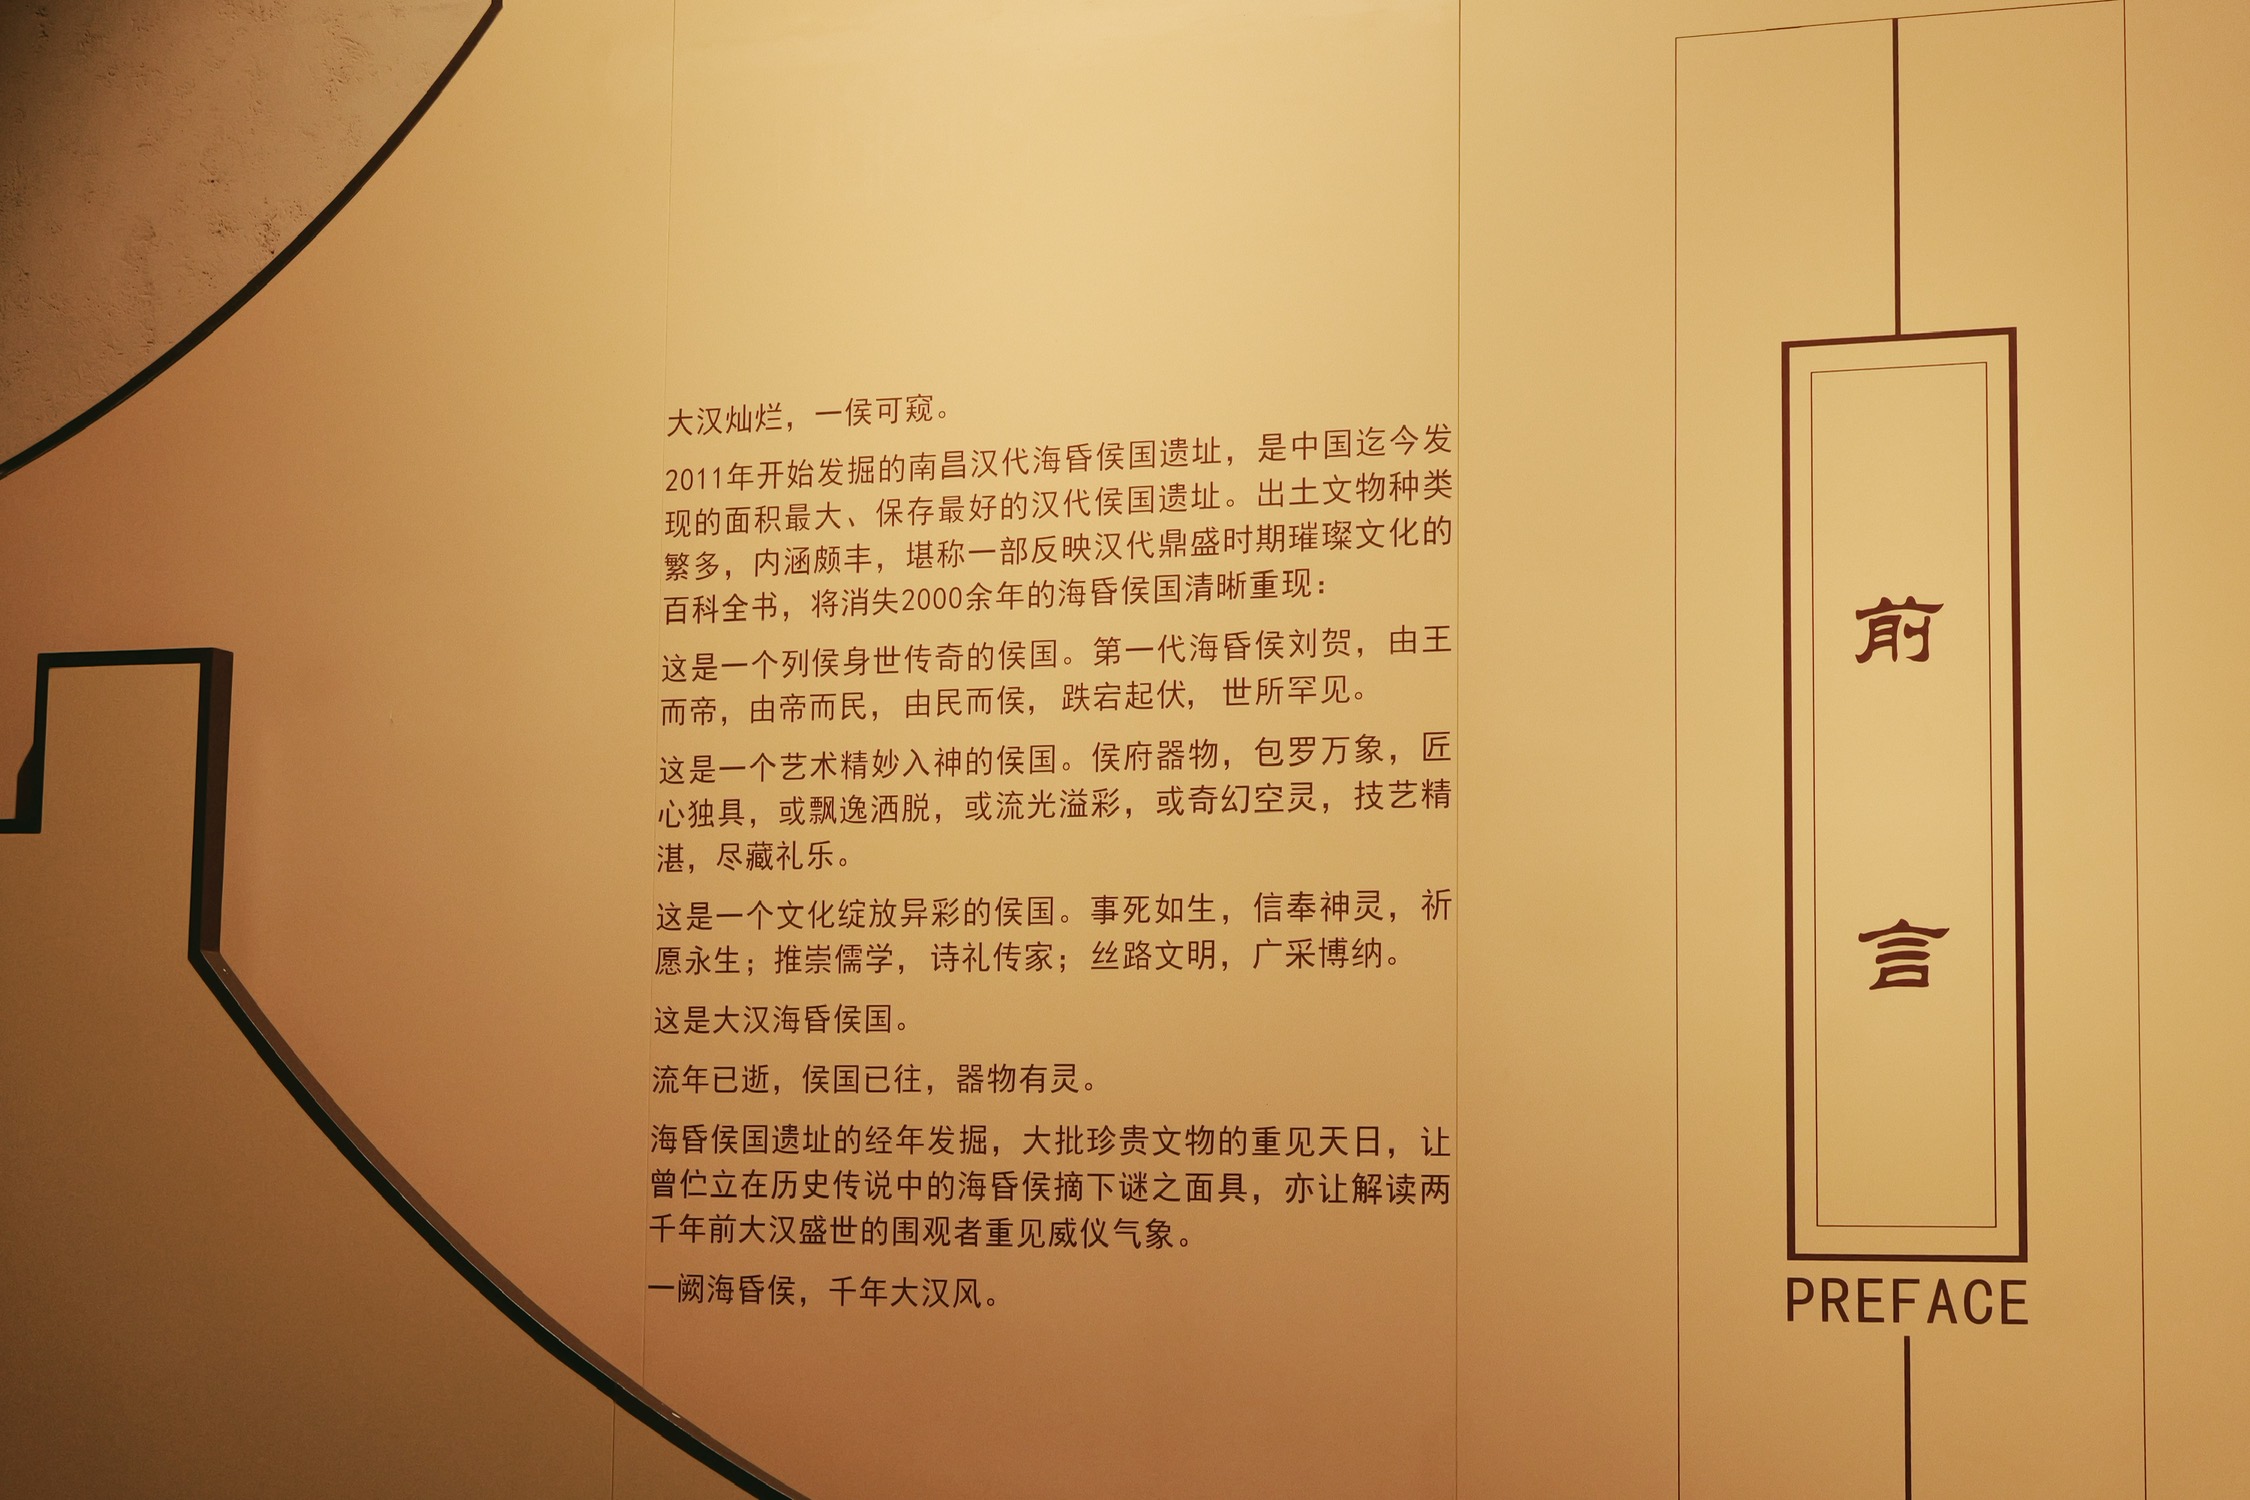 前言
PREFACE
大汉灿烂，一侯可窥。
2011年开始发掘的南昌汉代海昏侯国遗址，是中国迄今发
现的面积最大、保存最好的汉代侯国遗址。出土文物种类
繁多，内涵颇丰，堪称一部反映汉代鼎盛时期璀璨文化的
百科全书，将消失2000余年的海昏侯国清晰重现：
这是一个列侯身世传奇的侯国。第一代海昏侯刘贺，由王
而帝，由帝而民，由民而侯，跌宕起伏，世所罕见。
这是一个艺术精妙入神的侯国。侯府器物，包罗万象，匠
心独具，或飘逸洒脱，或流光溢彩，或奇幻空灵，技艺精
湛，尽藏礼乐。
这是一个文化绽放异彩的侯国。事死如生，信奉神灵，祈
愿永生；推崇儒学，诗礼传家；丝路文明，广采博纳。
这是大汉海昏侯国。
流年已逝，侯国已往，器物有灵。
海昏侯国遗址的经年发掘，大批珍贵文物的重见天日，让
曾伫立在历史传说中的海昏侯摘下谜之面具，亦让解读两
千年前大汉盛世的围观者重见威仪气象。
一阙海昏侯，千年大汉风。